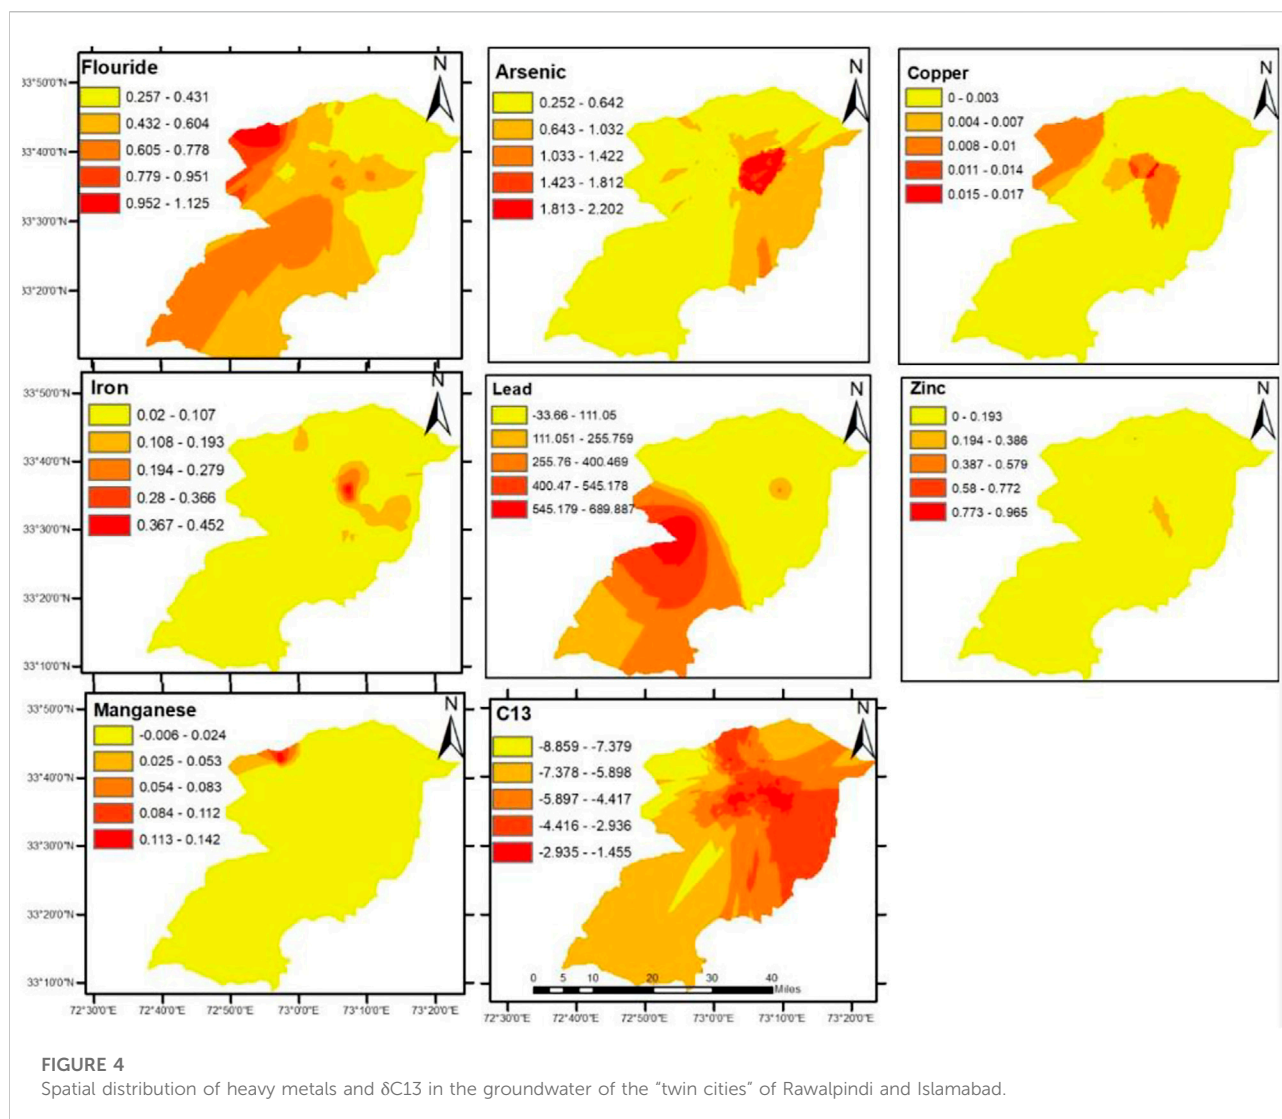 Flouride
N
33°50'0"N
33°40'0"N
33°30'0"N
33°20'0"N
0.257 - 0.431
0.432 - 0.604
0.605 - 0.778
0.779 - 0.951
0.952 - 1.125
Arsenic
N
0.252 - 0.642
0.643 - 1.032
1.033 - 1.422
1.423 - 1.812
1.813 - 2.202
Copper
N
0 - 0.003
0.004 - 0.007
0.008 - 0.01
0.011 - 0.014
0.015 - 0.017
Iron
N
33°50'0"N
33°40'0"N
33°30'0"N
33°20'0"N
33°10'0"N
0.02 - 0.107
0.108 - 0.193
0.194 - 0.279
0.28 - 0.366
0.367 - 0.452
Lead
N
-33.66 - 111.05
111.051 - 255.759
255.76 - 400.469
400.47 - 545.178
545.179 - 689.887
Zinc
N
0 - 0.193
0.194 - 0.386
0.387 - 0.579
0.58 - 0.772
0.773 - 0.965
Manganese
N
33°50'0"N
33°40'0"N
33°30'0"N
33°20'0"N
33°10'0"N
-0.006 - 0.024
0.025 - 0.053
0.054 - 0.083
0.084 - 0.112
0.113 - 0.142
72°30'0"E 72°40'0"E 72°50'0"E 73°0'0"E 73°10'0"E 73°20'0"E
C13
N
-8.859 - -7.379
-7.378 - -5.898
-5.897 - -4.417
-4.416 - -2.936
-2.935 - -1.455
0 5 10 20 30 40
Miles
72°30'0"E 72°40'0"E 72°50'0"E 73°0'0"E 73°10'0"E 73°20'0"E
FIGURE 4
Spatial distribution of heavy metals and δC13 in the groundwater of the "twin cities" of Rawalpindi and Islamabad.